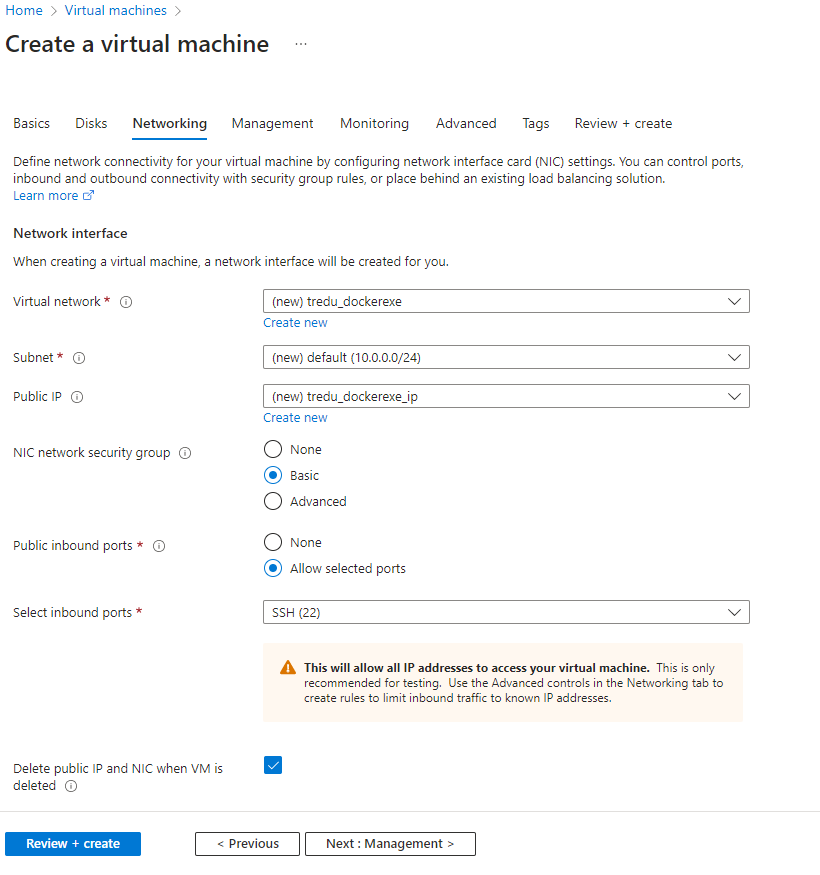 Home > Virtual machines >
Create a virtual machine ...
Basics Disks Networking Management Monitoring Advanced Tags Review + create
Define network connectivity for your virtual machine by configuring network interface card (NIC) settings. You can control ports,
inbound and outbound connectivity with security group rules, or place behind an existing load balancing solution.
Learn more
Network interface
When creating a virtual machine, a network interface will be created for you.
Virtual network * (new) tredu_dockerexe
Create new
Subnet * (new) default (10.0.0.0/24)
Public IP (new) tredu_dockerexe_ip
Create new
NIC network security group None
Basic
Advanced
Public inbound ports * None
Allow selected ports
Select inbound ports * SSH (22)
This will allow all IP addresses to access your virtual machine. This is only
recommended for testing. Use the Advanced controls in the Networking tab to
create rules to limit inbound traffic to known IP addresses.
Delete public IP and NIC when VM is
deleted
Review + create < Previous Next : Management >